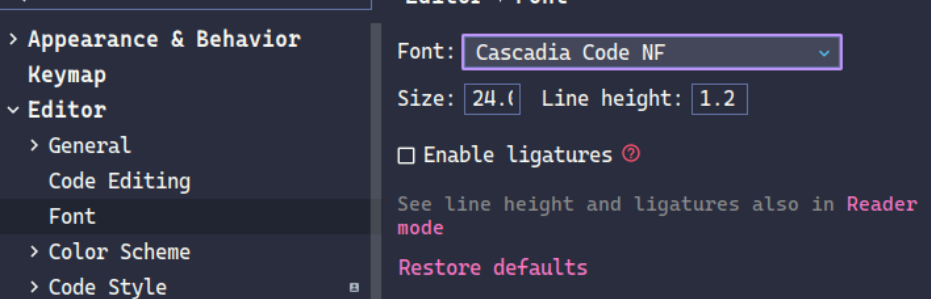 Editor › Font
Appearance & Behavior
Keymap
Editor
General
Code Editing
Font
Color Scheme
Code Style
Font: Cascadia Code NF
Size: 24.0 Line height: 1.2
Enable ligatures
See line height and ligatures also in Reader
mode
Restore defaults